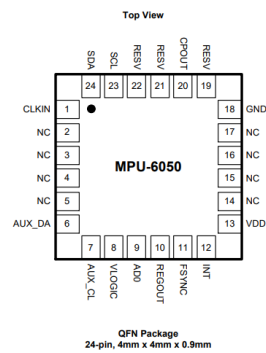 Top View
SDA
SCL
RESV
RESV
CPOUT
RESV
24 23 22 21 20 19
CLKIN 1 18 GND
NC 2 17 NC
NC 3 16 NC
MPU-6050
NC 4 15 NC
NC 5 14 NC
AUX_DA 6 13 VDD
7 8 9 10 11 12
AUX_CL
VLOGIC
AD0
REGOUT
FSYNC
INT
QFN Package
24-pin, 4mm x 4mm x 0.9mm